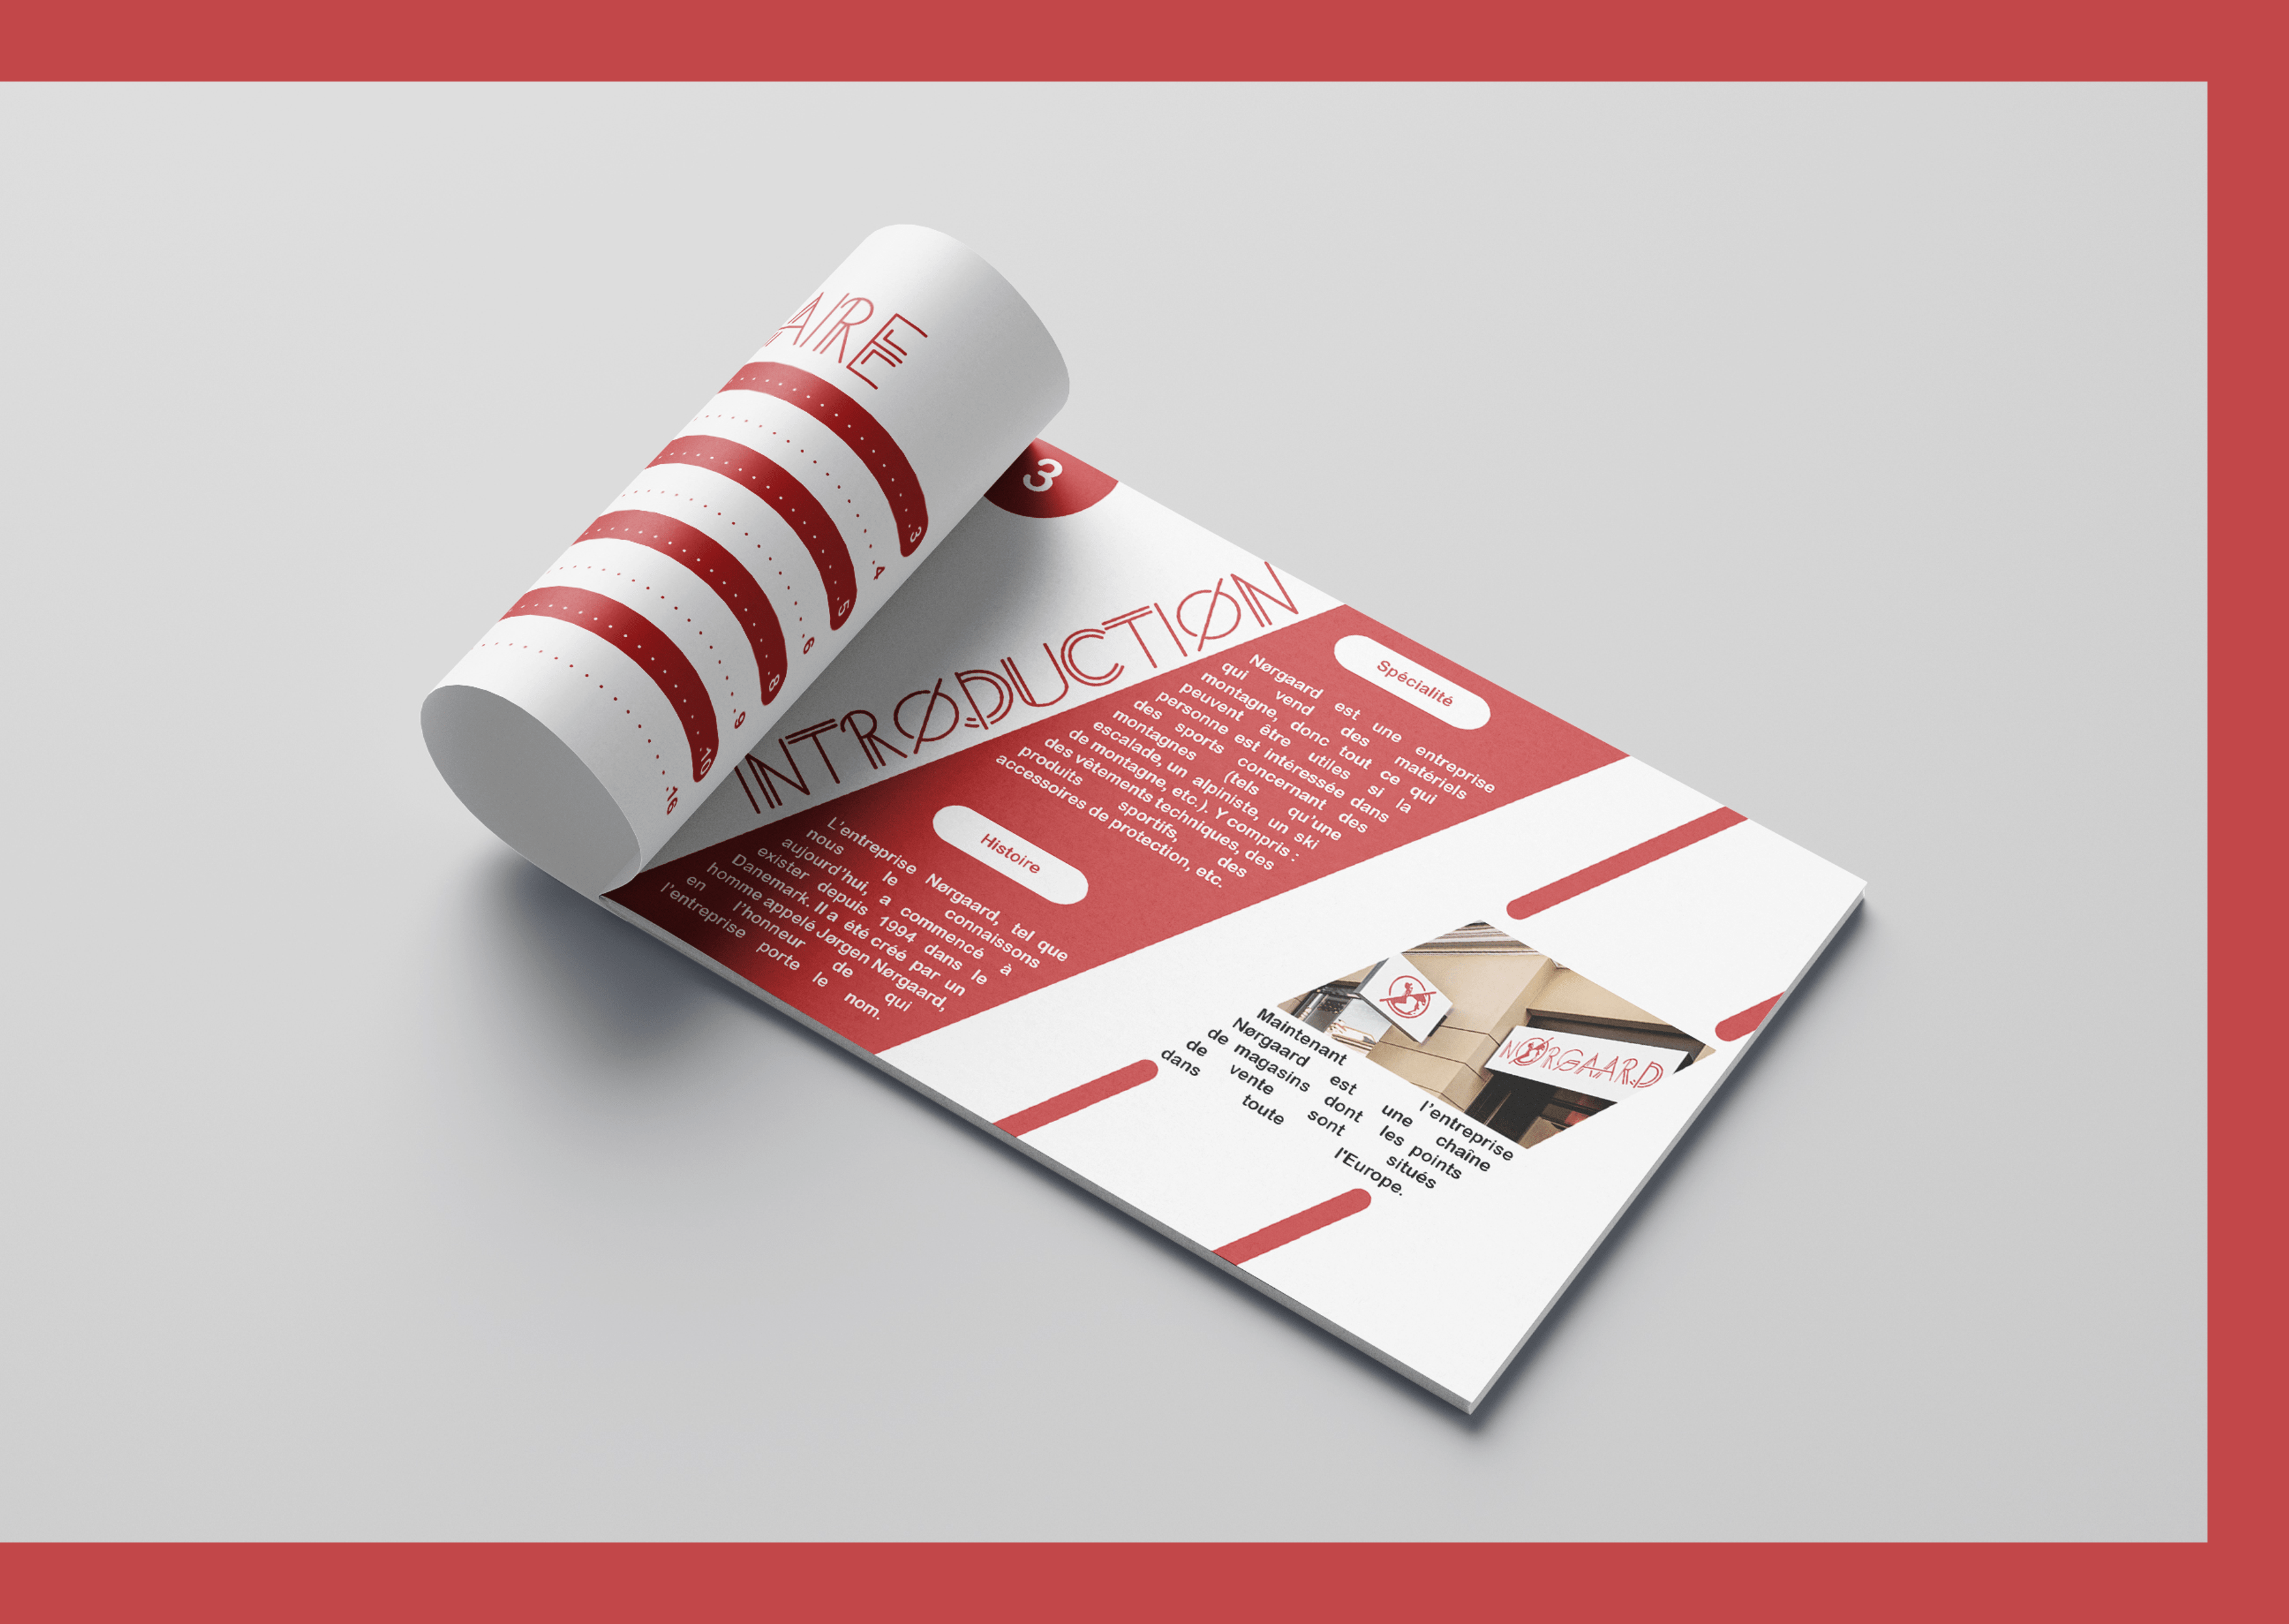 AIRE
3
4
5
6
8
9
10
16
3
INTRØDUCTIØN
Spécialité
Nørgaard est une entreprise
qui vend des matériels
montagne, donc tout ce qui
peuvent être utiles si la
personne est intéressée dans
des sports concernant des
montagnes (tels qu'une
escalade, un alpiniste, un ski
de montagne, etc.). Y compris :
des vêtements techniques, des
produits sportifs, des
accessoires de protection, etc.
Histoire
L'entreprise Nørgaard, tel que
nous le connaissons
aujourd'hui, a commencé à
exister depuis 1994 dans le
Danemark. Il a été créé par un
homme appelé Jørgen Nørgaard,
en l'honneur de qui
l'entreprise porte le nom.
NØRGAARD
Maintenant l'entreprise
Nørgaard est une chaîne
de magasins dont les points
de vente sont situés
dans toute l'Europe.